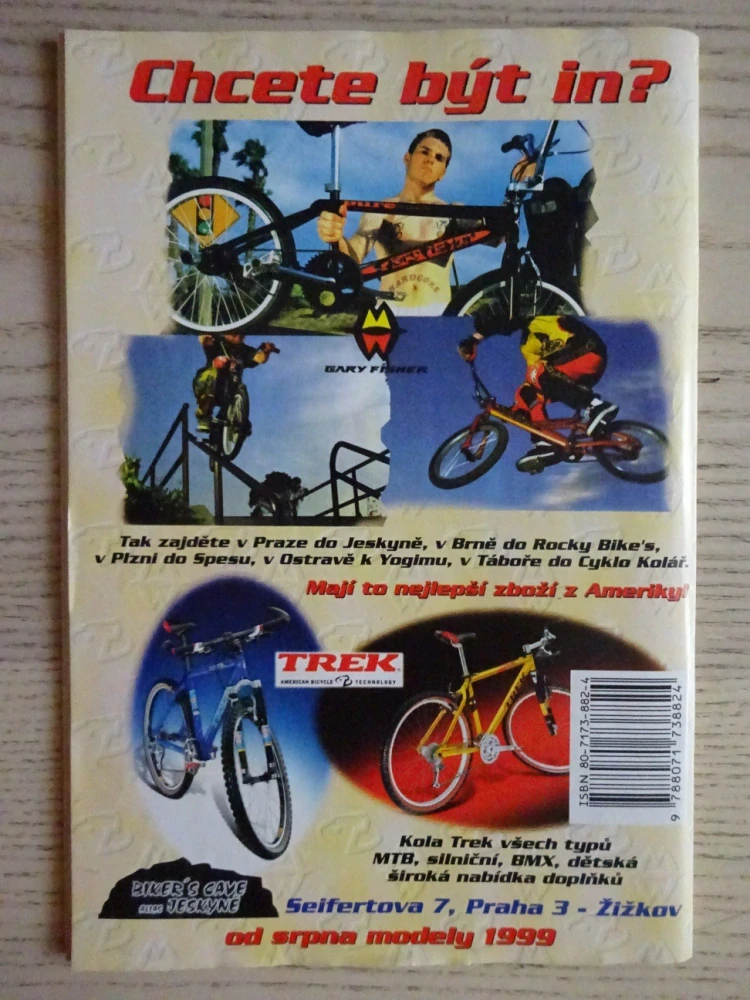 Chcete být in?
HARDCORE
GARY FISHER
Tak zajděte v Praze do Jeskyně, v Brně do Rocky Bike's,
v Plzni do Spesu, v Ostravě k Yogimu, v Táboře do Cyklo Kolář.
Mají to nejlepší zboží z Ameriky!
TREK
AMERICAN BICYCLE TECHNOLOGY
ISBN 80-7173-882-4
9 788071 738824
Kola Trek všech typů
MTB, silniční, BMX, dětská
široká nabídka doplňků
BIKER'S CAVE
ALIAS JESKYNĚ
Seifertova 7, Praha 3 - Žižkov
od srpna modely 1999